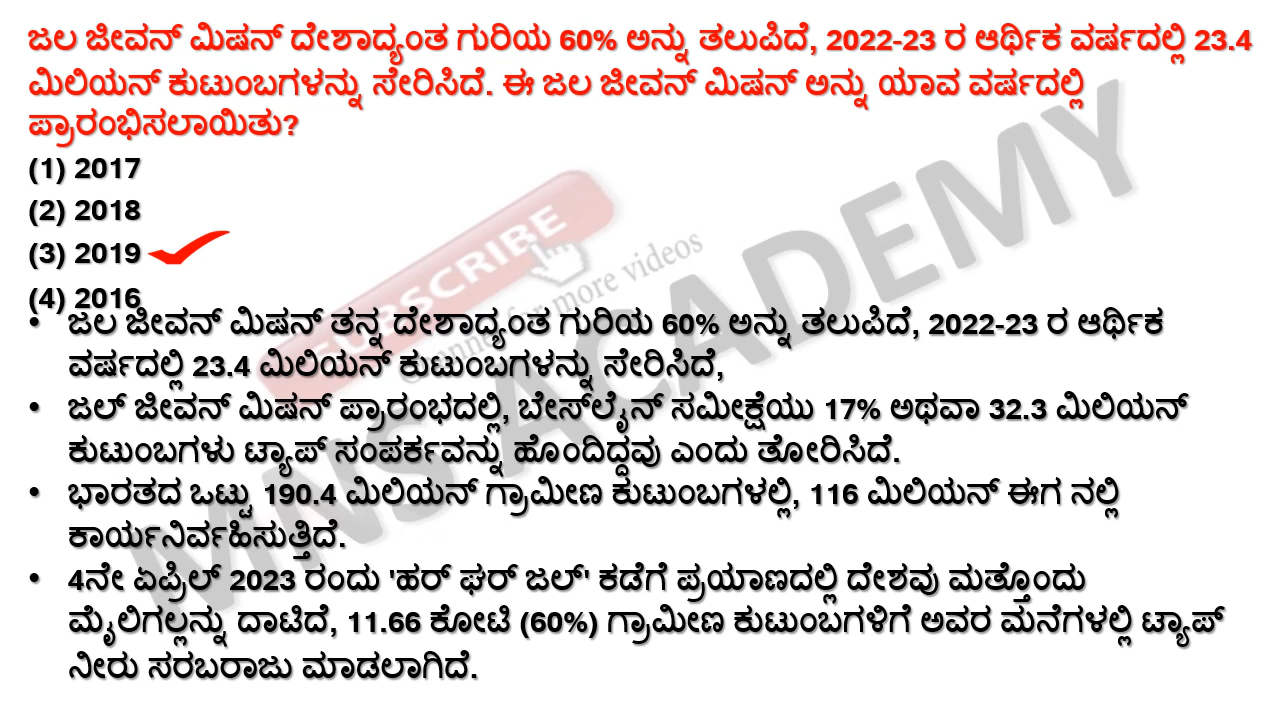 ಜಲ ಜೀವನ್ ಮಿಷನ್ ದೇಶಾದ್ಯಂತ ಗುರಿಯ 60% ಅನ್ನು ತಲುಪಿದೆ, 2022-23 ರ ಆರ್ಥಿಕ ವರ್ಷದಲ್ಲಿ 23.4
ಮಿಲಿಯನ್ ಕುಟುಂಬಗಳನ್ನು ಸೇರಿಸಿದೆ. ಈ ಜಲ ಜೀವನ್ ಮಿಷನ್ ಅನ್ನು ಯಾವ ವರ್ಷದಲ್ಲಿ
ಪ್ರಾರಂಭಿಸಲಾಯಿತು?
(1) 2017
(2) 2018
(3) 2019
(4) 2016
• ಜಲ ಜೀವನ್ ಮಿಷನ್ ತನ್ನ ದೇಶಾದ್ಯಂತ ಗುರಿಯ 60% ಅನ್ನು ತಲುಪಿದೆ, 2022-23 ರ ಆರ್ಥಿಕ
ವರ್ಷದಲ್ಲಿ 23.4 ಮಿಲಿಯನ್ ಕುಟುಂಬಗಳನ್ನು ಸೇರಿಸಿದೆ,
• ಜಲ್ ಜೀವನ್ ಮಿಷನ್ ಪ್ರಾರಂಭದಲ್ಲಿ, ಬೇಸ್‌ಲೈನ್ ಸಮೀಕ್ಷೆಯು 17% ಅಥವಾ 32.3 ಮಿಲಿಯನ್
ಕುಟುಂಬಗಳು ಟ್ಯಾಪ್ ಸಂಪರ್ಕವನ್ನು ಹೊಂದಿದ್ದವು ಎಂದು ತೋರಿಸಿದೆ.
• ಭಾರತದ ಒಟ್ಟು 190.4 ಮಿಲಿಯನ್ ಗ್ರಾಮೀಣ ಕುಟುಂಬಗಳಲ್ಲಿ, 116 ಮಿಲಿಯನ್ ಈಗ ನಲ್ಲಿ
ಕಾರ್ಯನಿರ್ವಹಿಸುತ್ತಿದೆ.
• 4ನೇ ಏಪ್ರಿಲ್ 2023 ರಂದು 'ಹರ್ ಘರ್ ಜಲ್' ಕಡೆಗೆ ಪ್ರಯಾಣದಲ್ಲಿ ದೇಶವು ಮತ್ತೊಂದು
ಮೈಲಿಗಲ್ಲನ್ನು ದಾಟಿದೆ, 11.66 ಕೋಟಿ (60%) ಗ್ರಾಮೀಣ ಕುಟುಂಬಗಳಿಗೆ ಅವರ ಮನೆಗಳಲ್ಲಿ ಟ್ಯಾಪ್
ನೀರು ಸರಬರಾಜು ಮಾಡಲಾಗಿದೆ.
SUBSCRIBE
for more videos
MNS ACADEMY